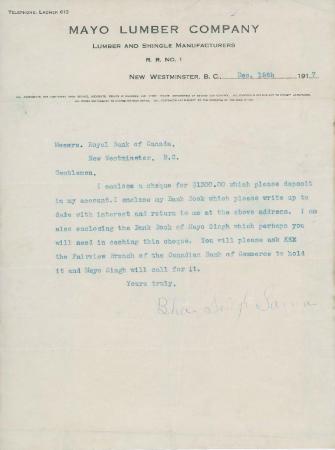 TELEPHONE: LADNER 613
MAYO LUMBER COMPANY
LUMBER AND SHINGLE MANUFACTURERS
R. R. NO. 1
NEW WESTMINSTER, B. C. Dec. 15th 1917
Messrs. Royal Bank of Canada,
New Westminster, B.C.
Gentlemen,
I enclose a cheque for $1200.00 which please deposit
in my account. I enclose my Bank Book which please write up to
date with interest and return to me at the above address. I am
also enclosing the Bank Book of Mayo Singh which perhaps you
will need in cashing this cheque. You will please ask XXX
the Fairview Branch of the Canadian Bank of Commerce to hold
it and Mayo Singh will call for it.
Yours truly,
Singh